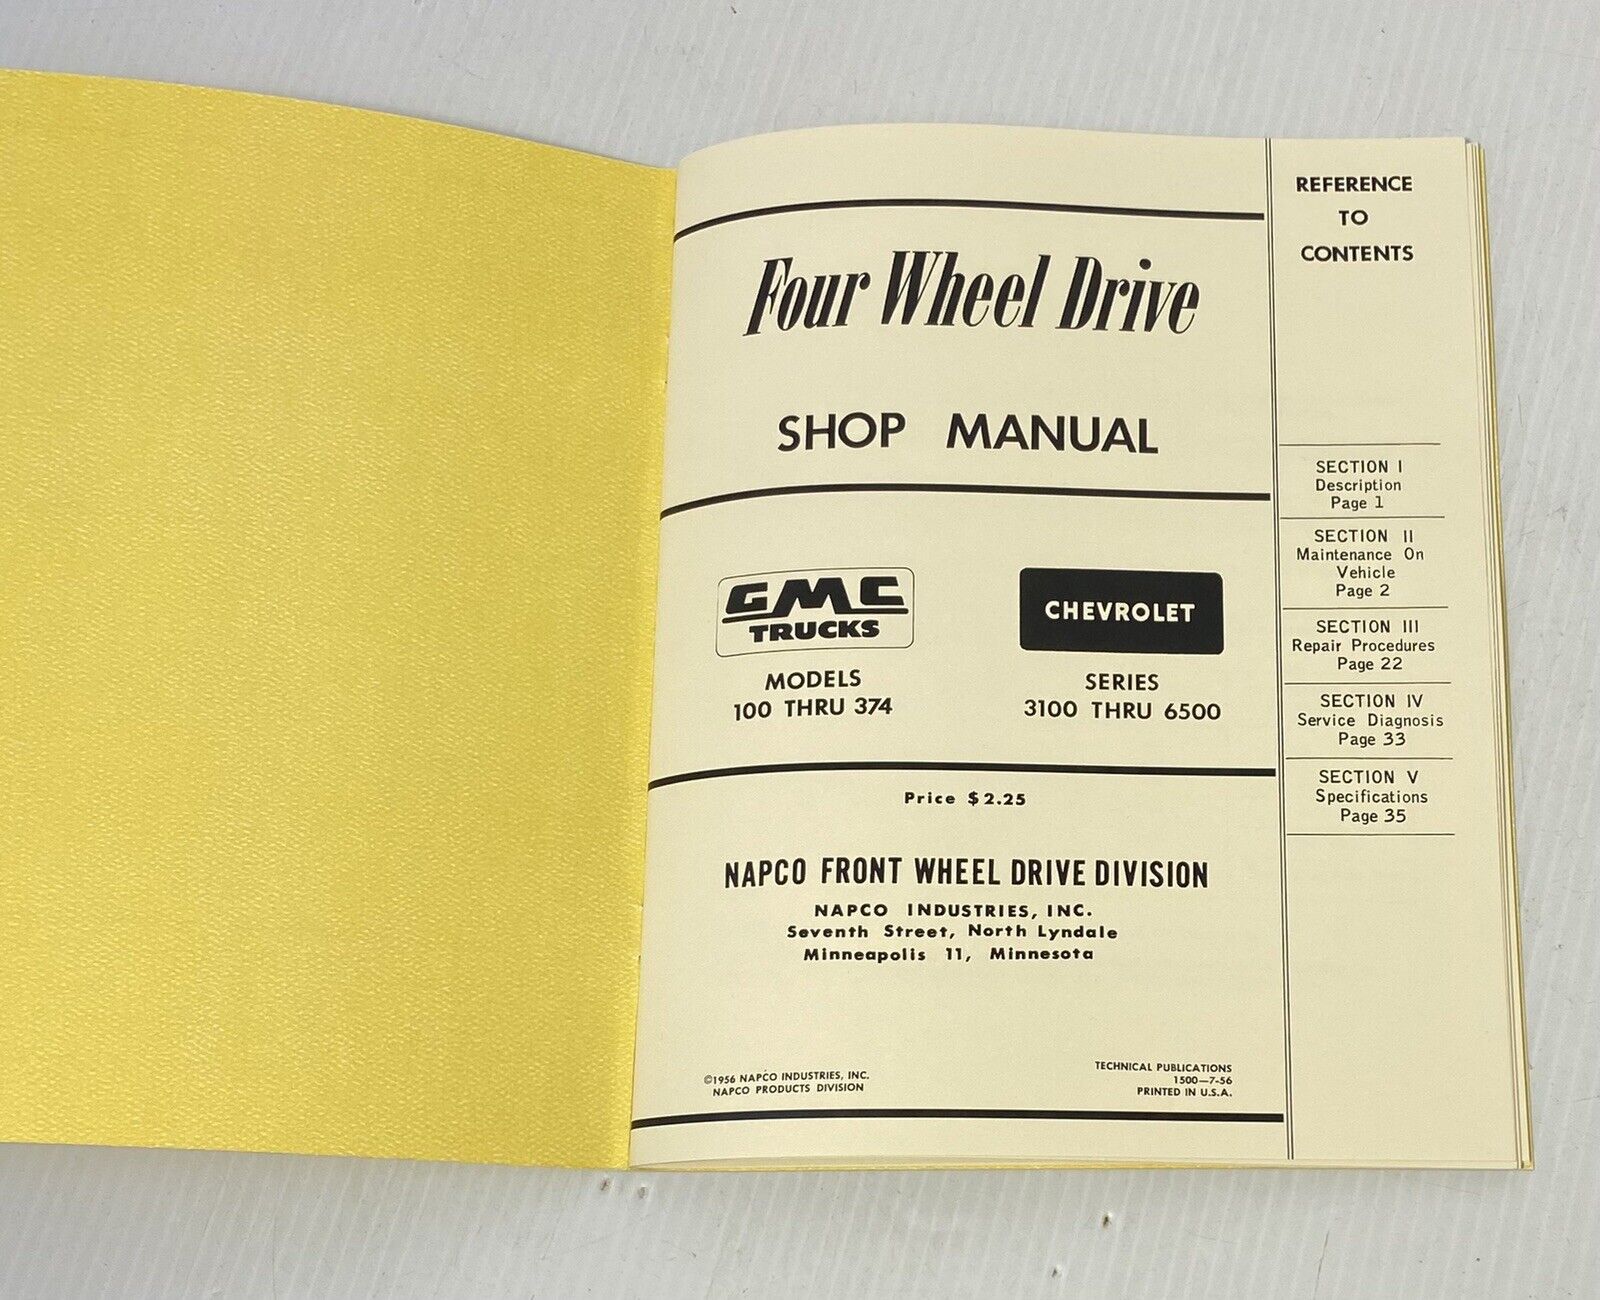 Four Wheel Drive
SHOP MANUAL
GMC
TRUCKS
MODELS
100 THRU 374
CHEVROLET
SERIES
3100 THRU 6500
Price $2.25
NAPCO FRONT WHEEL DRIVE DIVISION
NAPCO INDUSTRIES, INC.
Seventh Street, North Lyndale
Minneapolis 11, Minnesota
©1956 NAPCO INDUSTRIES, INC.
NAPCO PRODUCTS DIVISION
TECHNICAL PUBLICATIONS
1500—7-56
PRINTED IN U.S.A.
REFERENCE
TO
CONTENTS
SECTION I
Description
Page 1
SECTION II
Maintenance On
Vehicle
Page 2
SECTION III
Repair Procedures
Page 22
SECTION IV
Service Diagnosis
Page 33
SECTION V
Specifications
Page 35